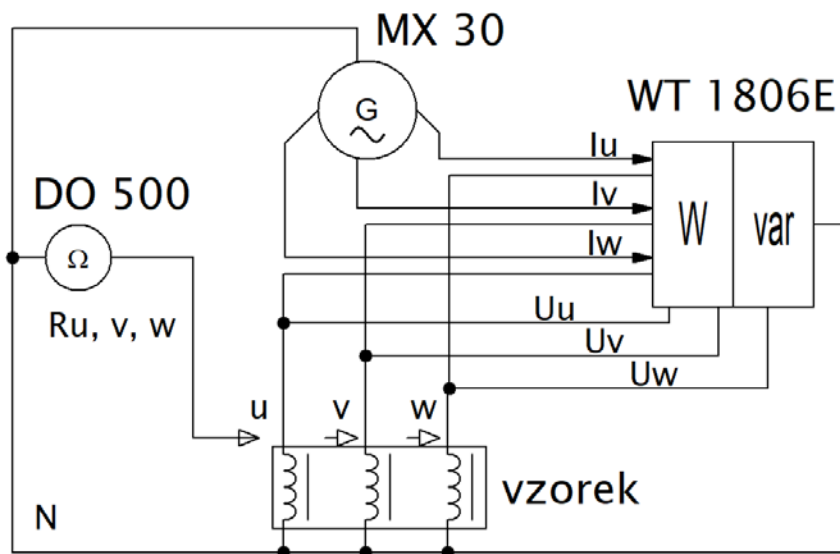 MX 30
G
WT 1806E
DO 500
Ω
Ru, v, w
Iu
Iv
Iw
W
var
Uu
Uv
Uw
u
v
w
vzorek
N